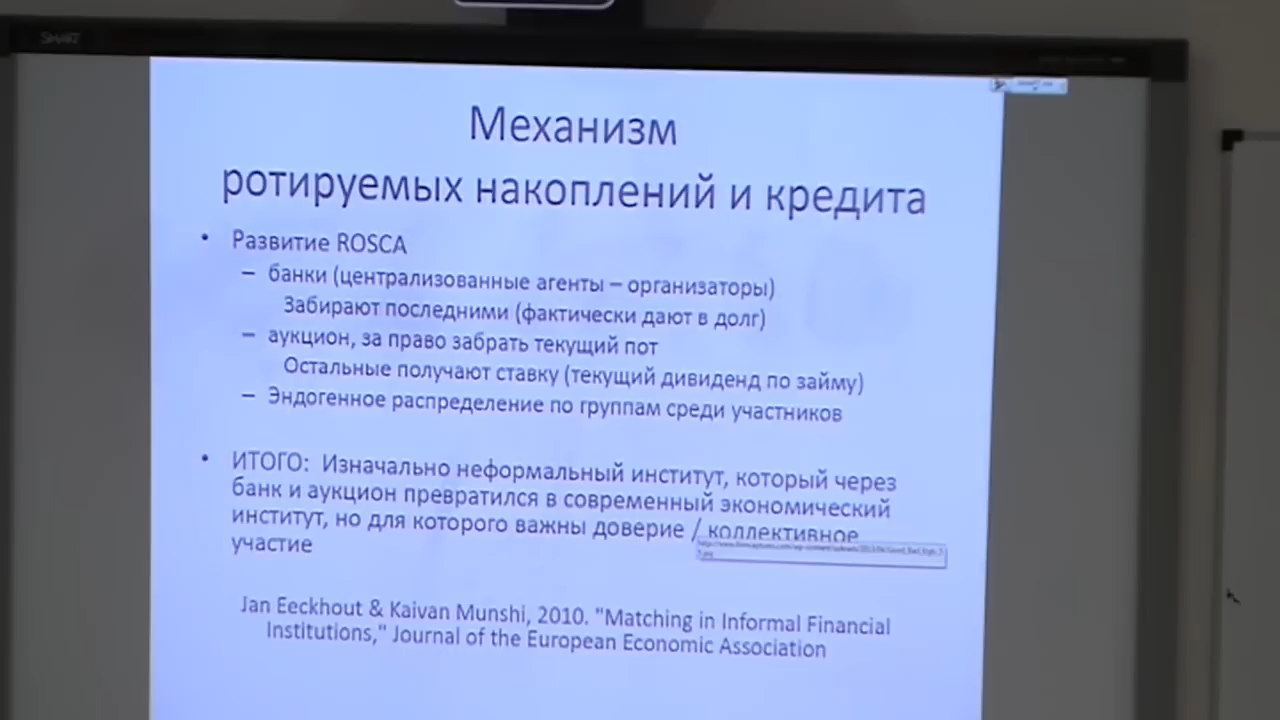 SMART
Механизм
ротируемых накоплений и кредита
• Развитие ROSCA
– банки (централизованные агенты – организаторы)
Забирают последними (фактически дают в долг)
– аукцион, за право забрать текущий пот
Остальные получают ставку (текущий дивиденд по займу)
– Эндогенное распределение по группам среди участников
• ИТОГО: Изначально неформальный институт, который через
банк и аукцион превратился в современный экономический
институт, но для которого важны доверие / коллективное
участие
Jan Eeckhout & Kaivan Munshi, 2010. "Matching in Informal Financial
Institutions," Journal of the European Economic Association